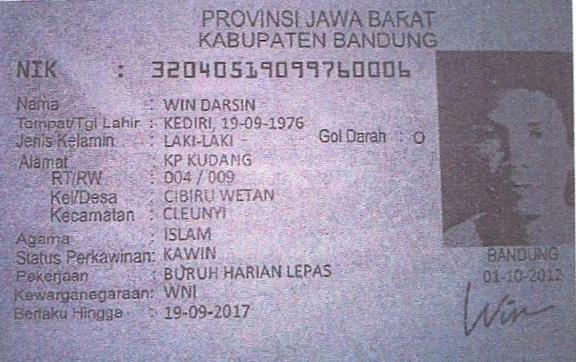 PROVINSI JAWA BARAT
KABUPATEN BANDUNG
NIK : 32040519099760006
Nama : WIN DARSIN
Tempat/Tgl Lahir : KEDIRI, 19-09-1976
Jenis Kelamin : LAKI-LAKI Gol Darah : O
Alamat : KP KUDANG
RT/RW : 004 / 009
Kel/Desa : CIBIRU WETAN
Kecamatan : CLEUNYI
Agama : ISLAM
Status Perkawinan: KAWIN
Pekerjaan : BURUH HARIAN LEPAS
Kewarganegaraan: WNI
Berlaku Hingga : 19-09-2017
BANDUNG
01-10-2012
Win